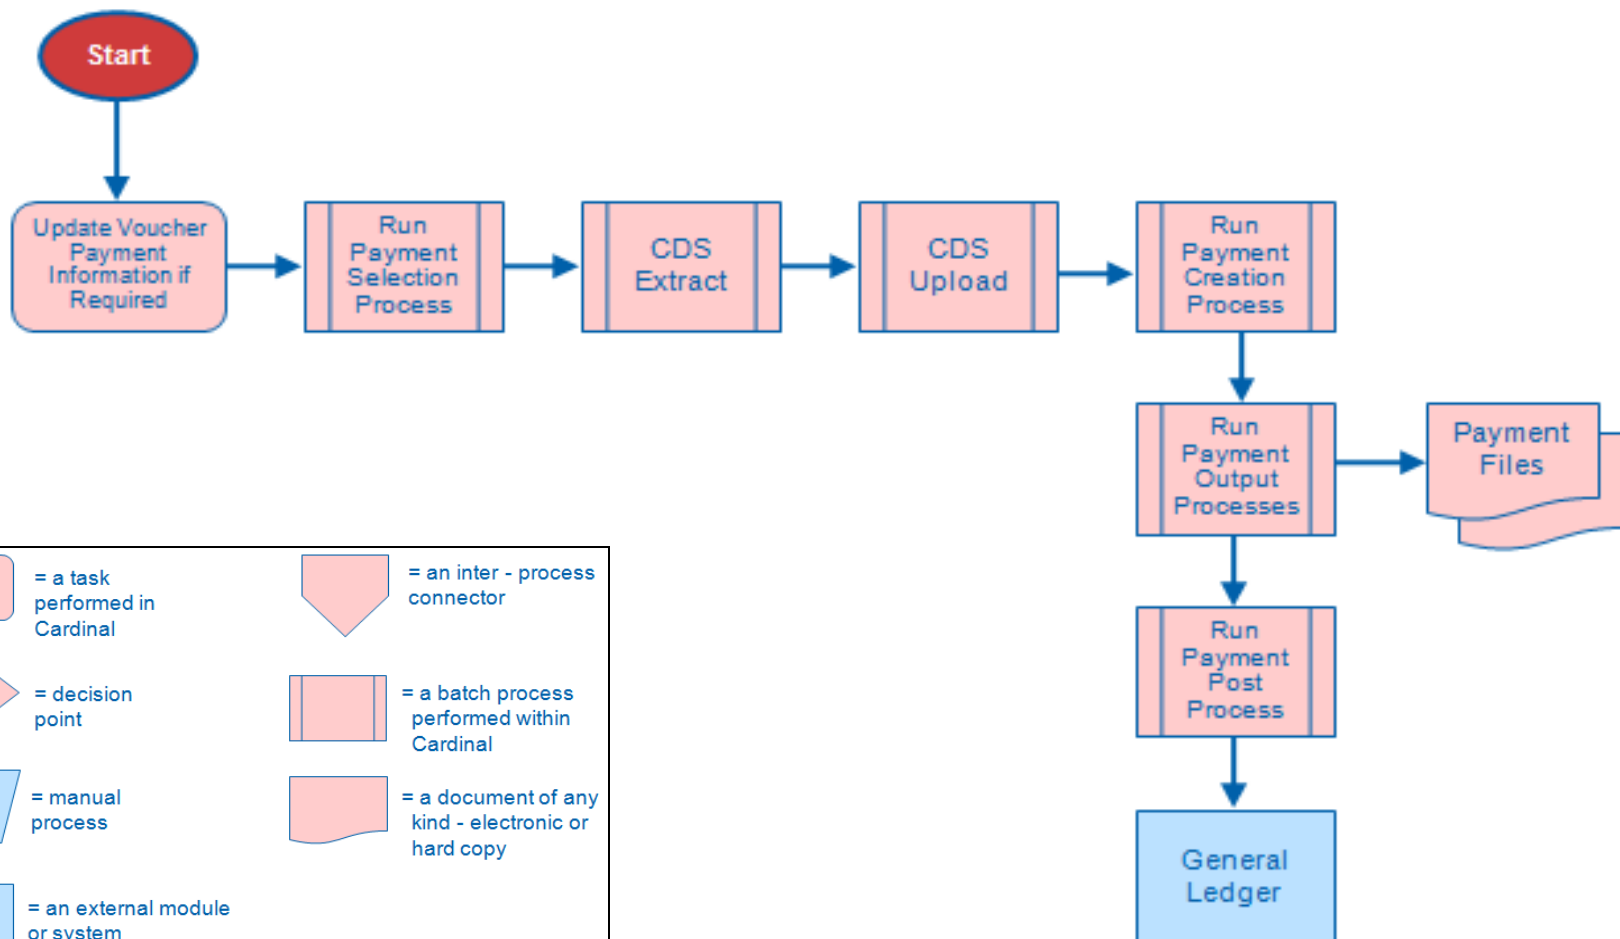 Start
Update Voucher
Payment
Information if
Required
Run
Payment
Selection
Process
CDS
Extract
CDS
Upload
Run
Payment
Creation
Process
Run
Payment
Output
Processes
Payment
Files
Run
Payment
Post
Process
General
Ledger
= a task
performed in
Cardinal
= an inter - process
connector
= decision
point
= a batch process
performed within
Cardinal
= manual
process
= a document of any
kind - electronic or
hard copy
= an external module
or system